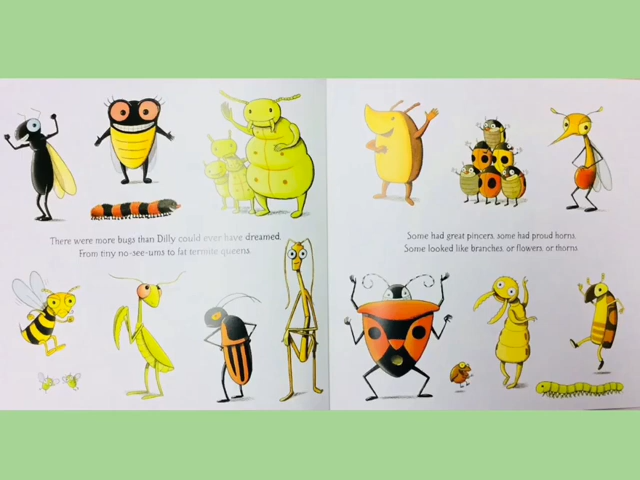 There were more bugs than Dilly could ever have dreamed,
From tiny no-see-ums to fat termite queens.
Some had great pincers, some had proud horns.
Some looked like branches, or flowers, or thorns.